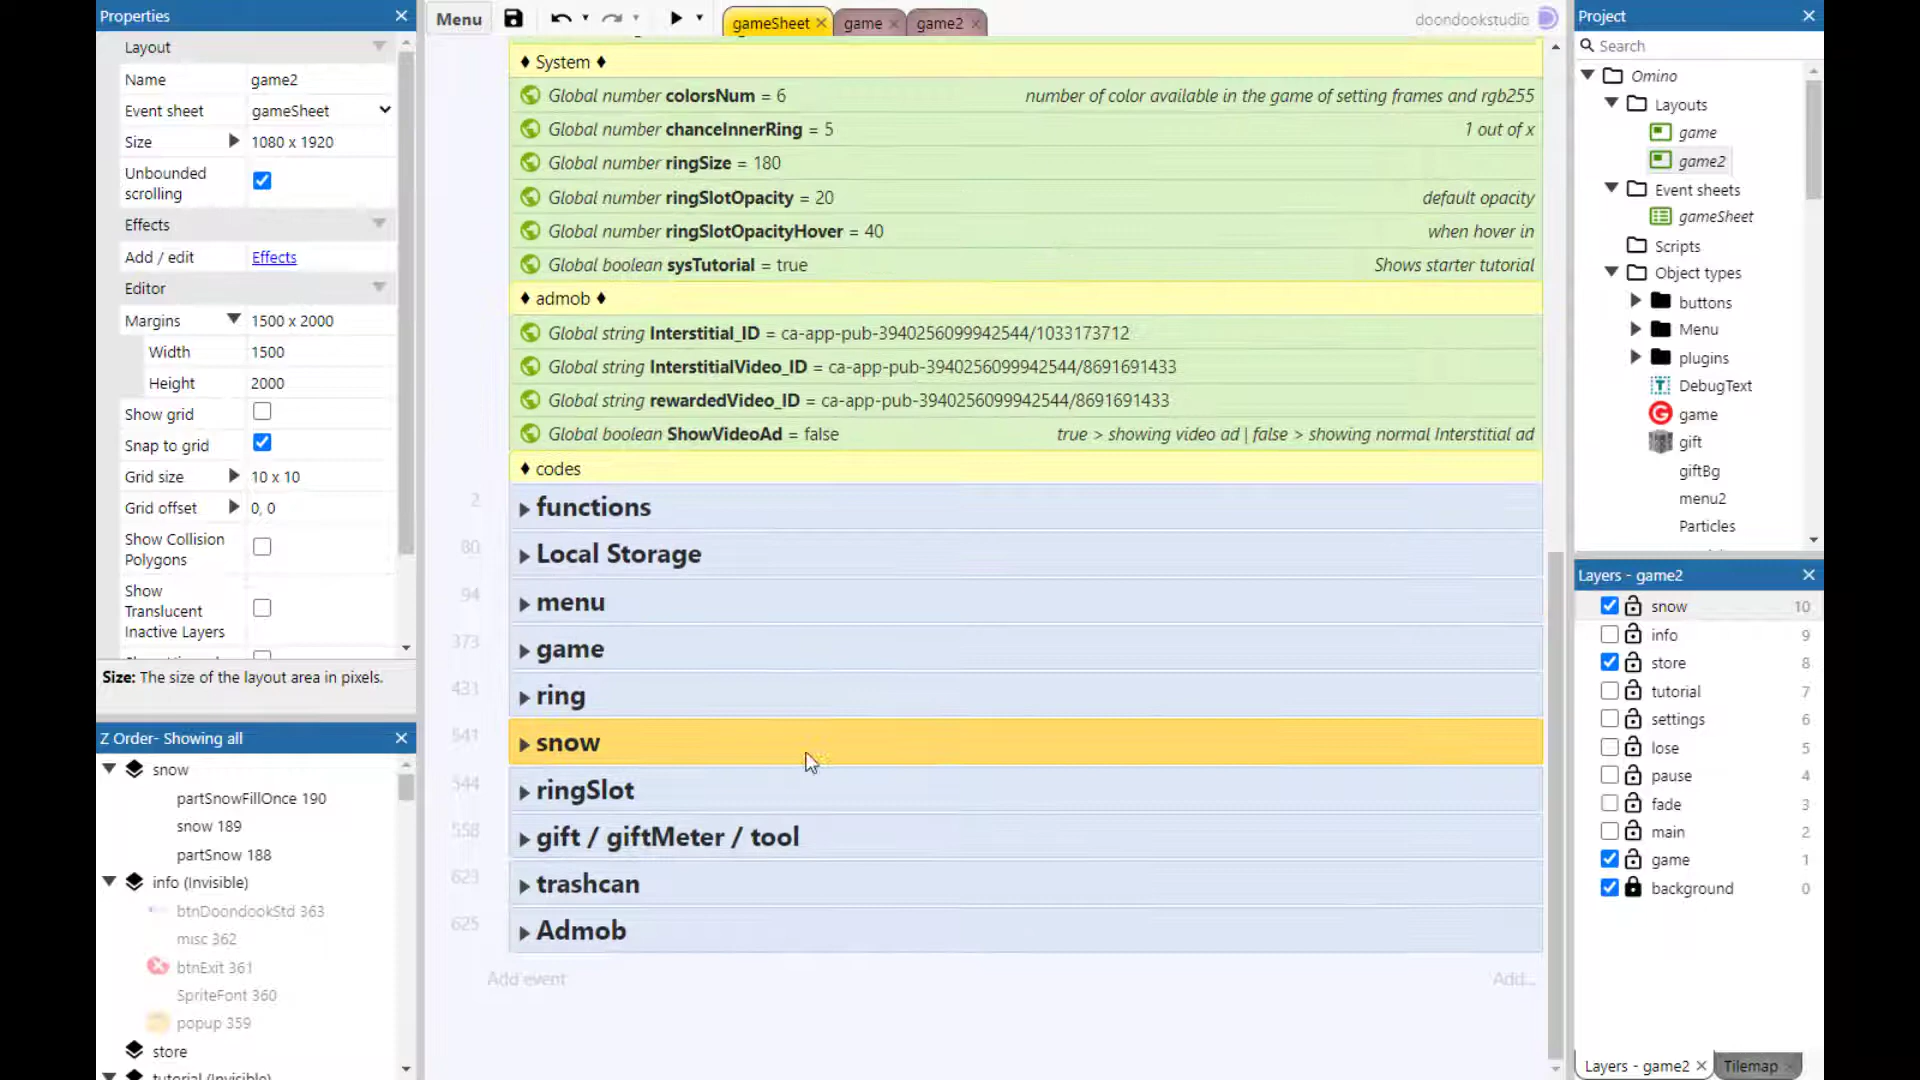 Properties
Layout
Name game2
Event sheet gameSheet
Size 1080 x 1920
Unbounded scrolling
Effects
Add / edit Effects
Editor
Margins 1500 x 2000
Width 1500
Height 2000
Show grid
Snap to grid
Grid size 10 x 10
Grid offset 0, 0
Show Collision Polygons
Show Translucent Inactive Layers
Size: The size of the layout area in pixels.
Z Order- Showing all
snow
partSnowFillOnce 190
snow 189
partSnow 188
info (Invisible)
btnDoondookStd 363
misc 362
btnExit 361
SpriteFont 360
popup 359
store
tutorial (Invisible)
Menu
gameSheet
game
game2
doondookstudio
♦ System ♦
Global number colorsNum = 6 number of color available in the game of setting frames and rgb255
Global number chanceInnerRing = 5 1 out of x
Global number ringSize = 180
Global number ringSlotOpacity = 20 default opacity
Global number ringSlotOpacityHover = 40 when hover in
Global boolean sysTutorial = true Shows starter tutorial
♦ admob ♦
Global string Interstitial_ID = ca-app-pub-3940256099942544/1033173712
Global string InterstitialVideo_ID = ca-app-pub-3940256099942544/8691691433
Global string rewardedVideo_ID = ca-app-pub-3940256099942544/8691691433
Global boolean ShowVideoAd = false true > showing video ad | false > showing normal Interstitial ad
♦ codes
2 functions
80 Local Storage
94 menu
373 game
431 ring
541 snow
544 ringSlot
558 gift / giftMeter / tool
623 trashcan
625 Admob
Add event Add...
Project
Search
Omino
Layouts
game
game2
Event sheets
gameSheet
Scripts
Object types
buttons
Menu
plugins
DebugText
game
gift
giftBg
menu2
Particles
Layers - game2
snow 10
info 9
store 8
tutorial 7
settings 6
lose 5
pause 4
fade 3
main 2
game 1
background 0
Layers - game2
Tilemap